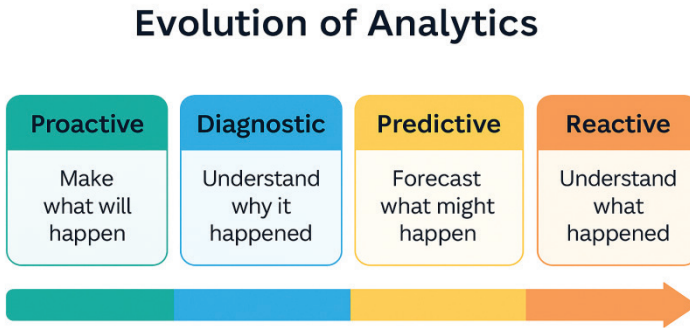 Evolution of Analytics
Proactive
Make
what will
happen
Diagnostic
Understand
why it
happened
Predictive
Forecast
what might
happen
Reactive
Understand
what
happened